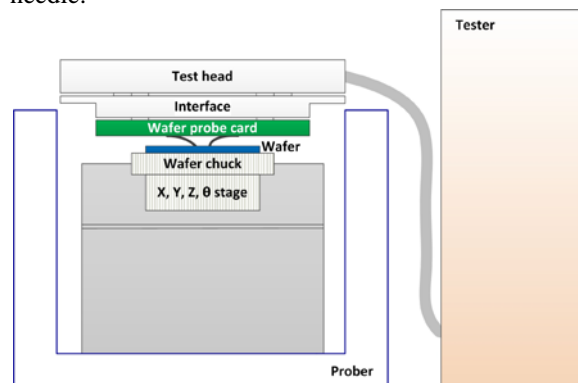 needle.
Tester
Test head
Interface
Wafer probe card
Wafer
Wafer chuck
X, Y, Z, θ stage
Prober